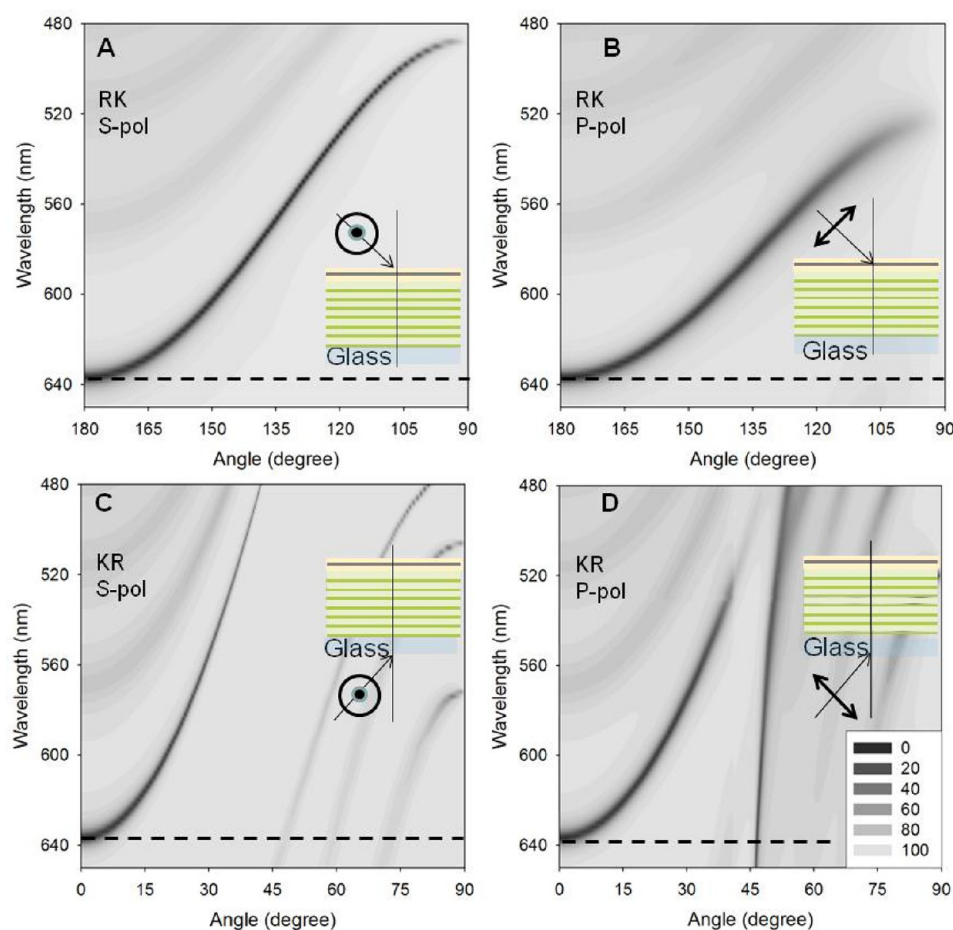 480
520
560
600
640
Wavelength (nm)
A
RK
S-pol
Glass
180 165 150 135 120 105 90
Angle (degree)
480
520
560
600
640
Wavelength (nm)
B
RK
P-pol
Glass
180 165 150 135 120 105 90
Angle (degree)
480
520
560
600
640
Wavelength (nm)
C
KR
S-pol
Glass
0 15 30 45 60 75 90
Angle (degree)
480
520
560
600
640
Wavelength (nm)
D
KR
P-pol
Glass
0
20
40
60
80
100
0 15 30 45 60 75 90
Angle (degree)